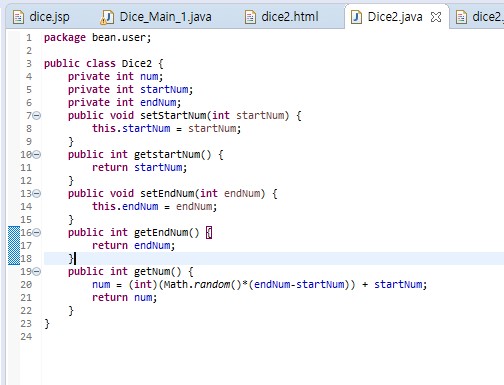 dice.jsp Dice_Main_1.java dice2.html Dice2.java dice2_
1 package bean.user;
2
3 public class Dice2 {
4 private int num;
5 private int startNum;
6 private int endNum;
7 public void setStartNum(int startNum) {
8 this.startNum = startNum;
9 }
10 public int getstartNum() {
11 return startNum;
12 }
13 public void setEndNum(int endNum) {
14 this.endNum = endNum;
15 }
16 public int getEndNum() {
17 return endNum;
18 }
19 public int getNum() {
20 num = (int)(Math.random()*(endNum-startNum)) + startNum;
21 return num;
22 }
23 }
24